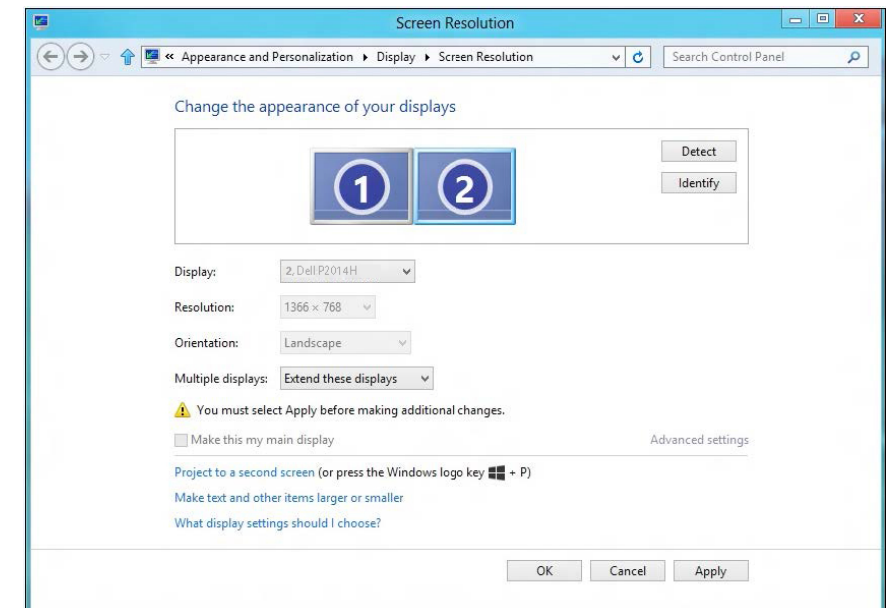 Screen Resolution
« Appearance and Personalization Display Screen Resolution
Search Control Panel
Change the appearance of your displays
1 2
Detect
Identify
Display: 2, Dell P2014H
Resolution: 1366 × 768
Orientation: Landscape
Multiple displays: Extend these displays
You must select Apply before making additional changes.
Make this my main display Advanced settings
Project to a second screen (or press the Windows logo key + P)
Make text and other items larger or smaller
What display settings should I choose?
OK Cancel Apply